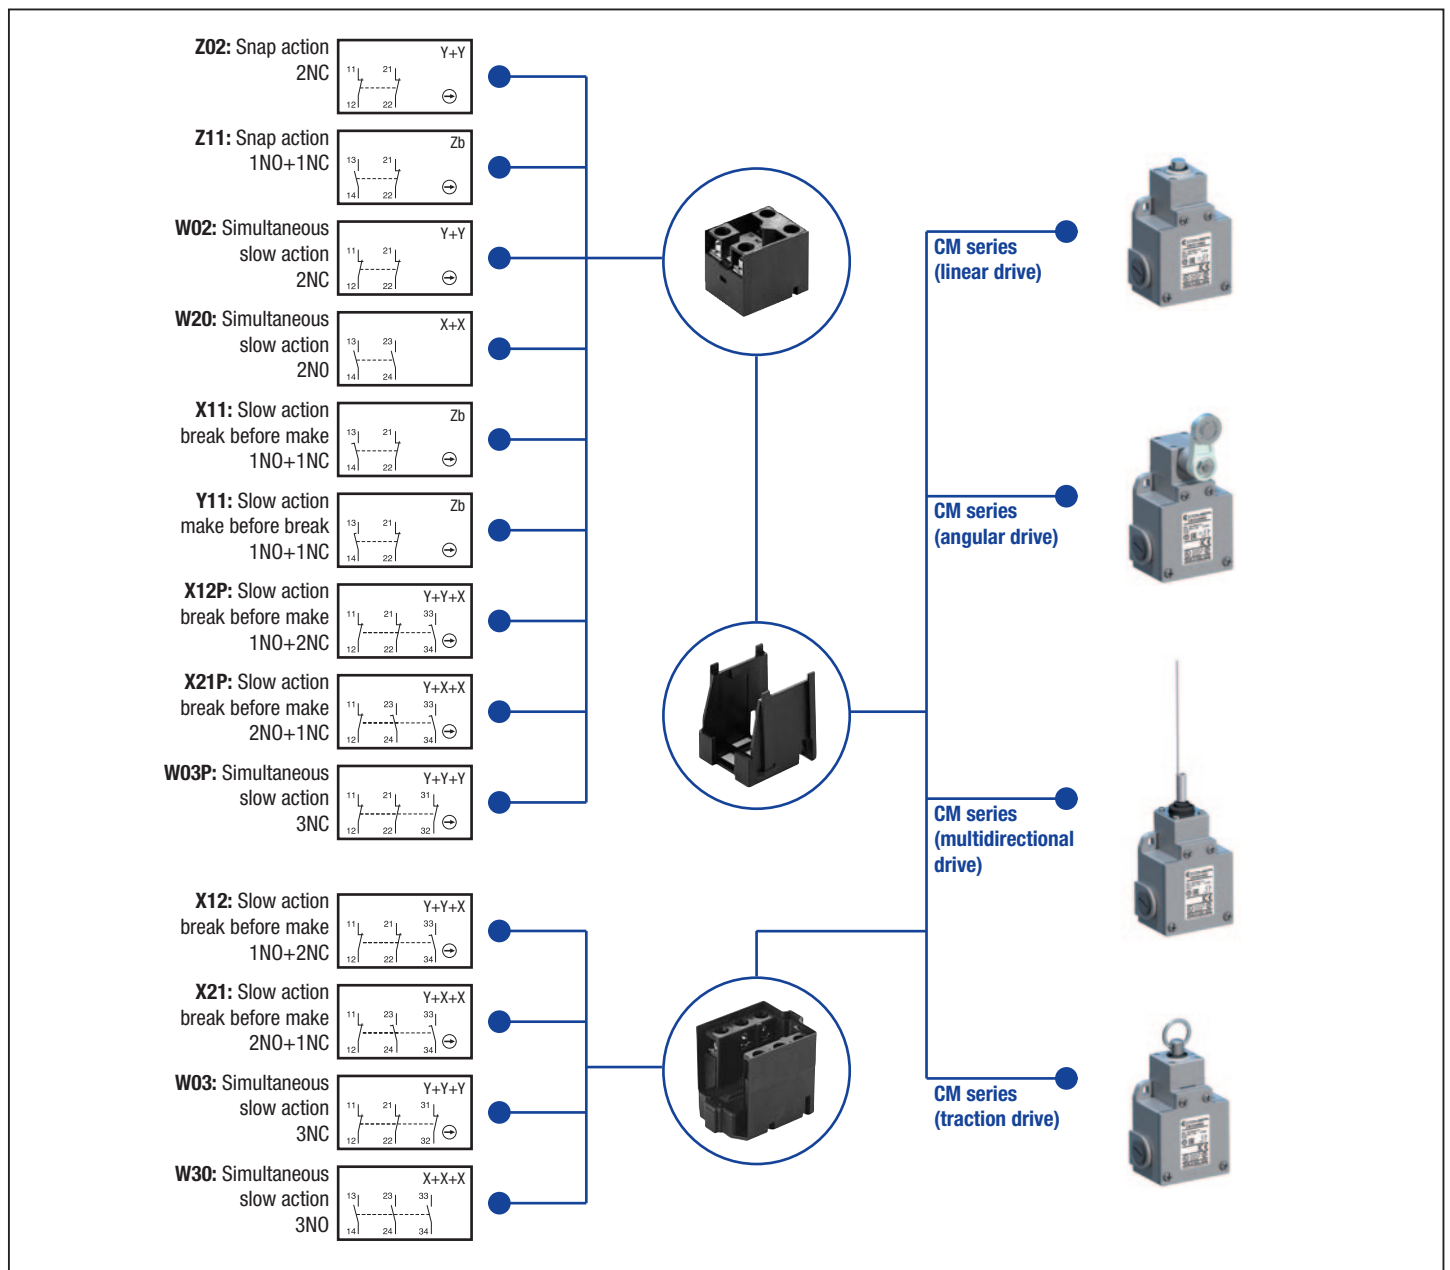 Z02: Snap action
2NC
Y+Y
11 21
12 22
Z11: Snap action
1NO+1NC
Zb
13 21
14 22
W02: Simultaneous
slow action
2NC
Y+Y
11 21
12 22
W20: Simultaneous
slow action
2NO
X+X
13 23
14 24
X11: Slow action
break before make
1NO+1NC
Zb
13 21
14 22
Y11: Slow action
make before break
1NO+1NC
Zb
13 21
14 22
X12P: Slow action
break before make
1NO+2NC
Y+Y+X
11 21 33
12 22 34
X21P: Slow action
break before make
2NO+1NC
Y+X+X
11 23 33
12 24 34
W03P: Simultaneous
slow action
3NC
Y+Y+Y
11 21 31
12 22 32
X12: Slow action
break before make
1NO+2NC
Y+Y+X
11 21 33
12 22 34
X21: Slow action
break before make
2NO+1NC
Y+X+X
11 23 33
12 24 34
W03: Simultaneous
slow action
3NC
Y+Y+Y
11 21 31
12 22 32
W30: Simultaneous
slow action
3NO
X+X+X
13 23 33
14 24 34
CM series
(linear drive)
CM series
(angular drive)
CM series
(multidirectional
drive)
CM series
(traction drive)